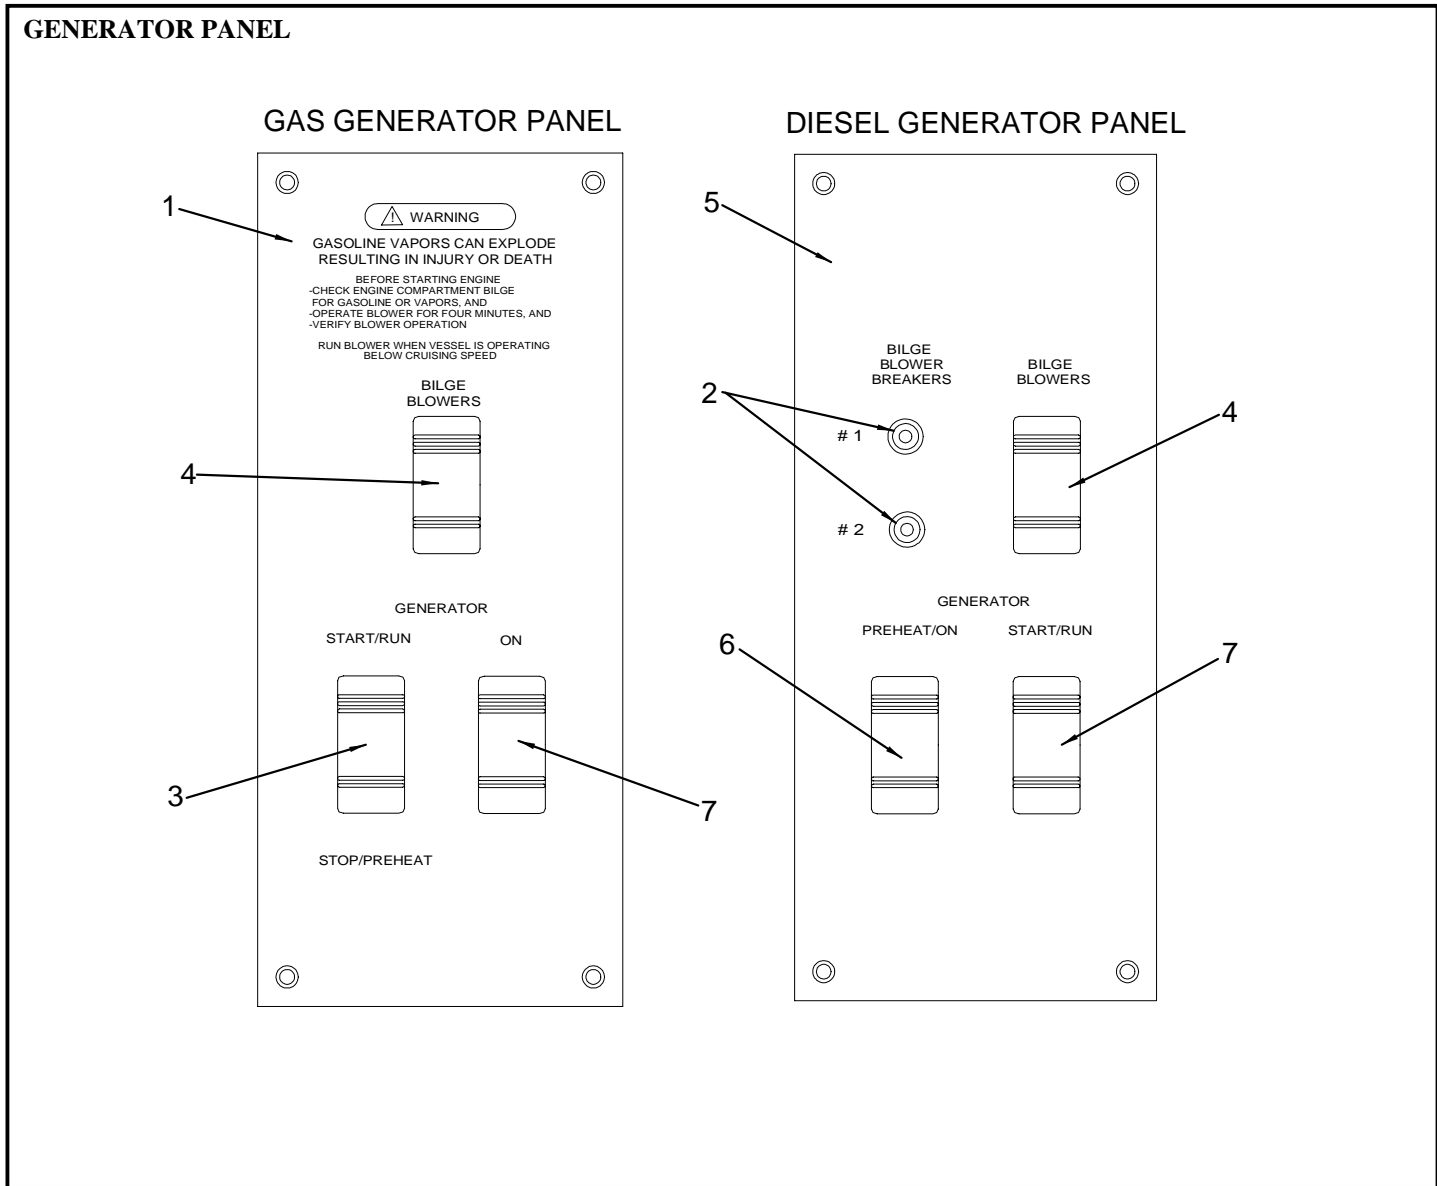 GENERATOR PANEL
GAS GENERATOR PANEL
1
WARNING
GASOLINE VAPORS CAN EXPLODE
RESULTING IN INJURY OR DEATH
BEFORE STARTING ENGINE
-CHECK ENGINE COMPARTMENT BILGE
FOR GASOLINE OR VAPORS, AND
-OPERATE BLOWER FOR FOUR MINUTES, AND
-VERIFY BLOWER OPERATION
RUN BLOWER WHEN VESSEL IS OPERATING
BELOW CRUISING SPEED
BILGE
BLOWERS
4
GENERATOR
START/RUN
ON
3
7
STOP/PREHEAT
DIESEL GENERATOR PANEL
5
BILGE
BLOWER
BREAKERS
BILGE
BLOWERS
2
# 1
4
# 2
GENERATOR
PREHEAT/ON
START/RUN
6
7